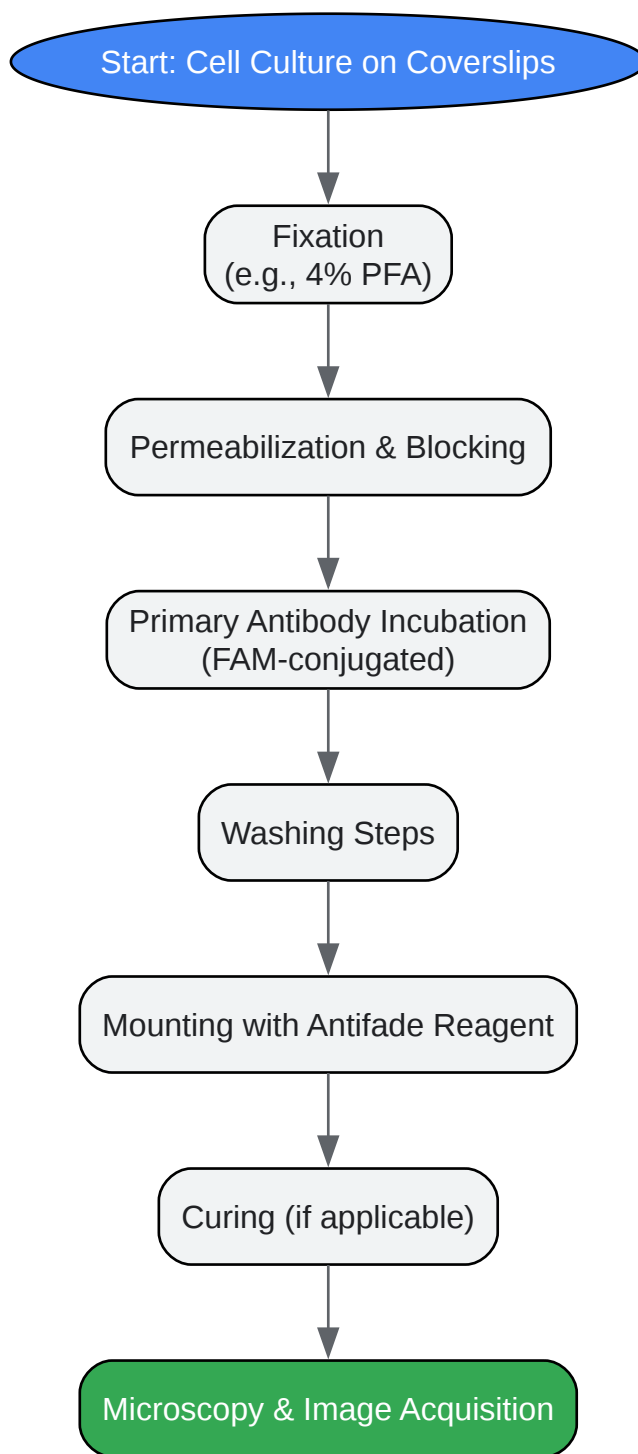 Start: Cell Culture on Coverslips
Fixation
(e.g., 4% PFA)
Permeabilization & Blocking
Primary Antibody Incubation
(FAM-conjugated)
Washing Steps
Mounting with Antifade Reagent
Curing (if applicable)
Microscopy & Image Acquisition